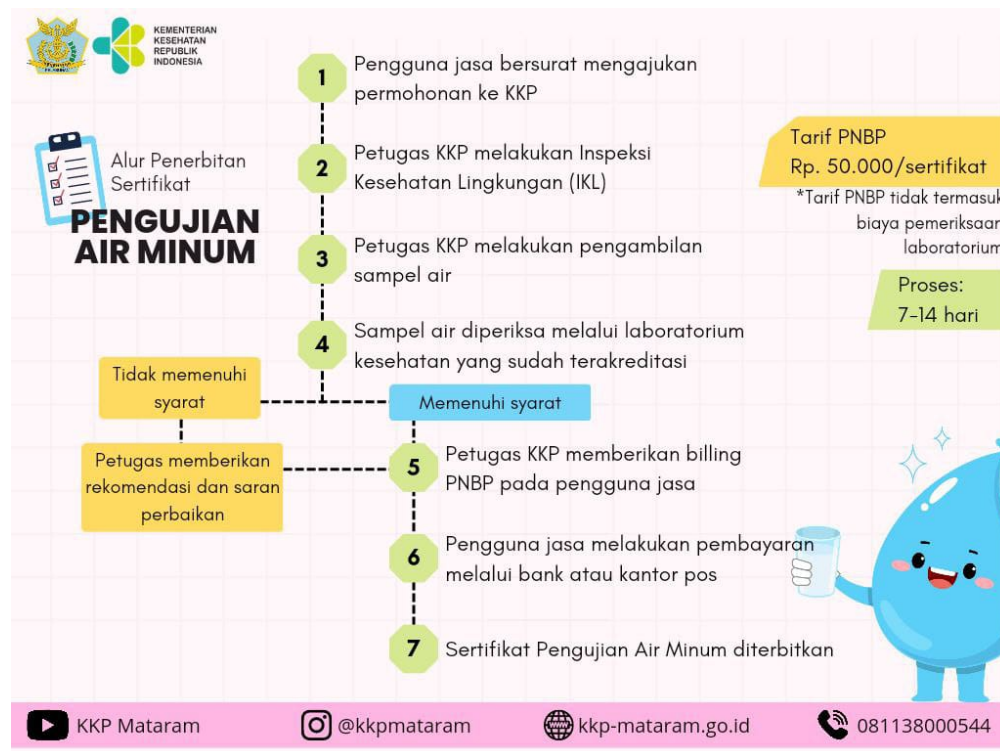 KEMENTERIAN
KESEHATAN
REPUBLIK
INDONESIA
Alur Penerbitan
Sertifikat
PENGUJIAN
AIR MINUM
1
Pengguna jasa bersurat mengajukan
permohonan ke KKP
2
Petugas KKP melakukan Inspeksi
Kesehatan Lingkungan (IKL)
3
Petugas KKP melakukan pengambilan
sampel air
4
Sampel air diperiksa melalui laboratorium
kesehatan yang sudah terakreditasi
Tidak memenuhi
syarat
Memenuhi syarat
Petugas memberikan
rekomendasi dan saran
perbaikan
5
Petugas KKP memberikan billing
PNBP pada pengguna jasa
6
Pengguna jasa melakukan pembayaran
melalui bank atau kantor pos
7
Sertifikat Pengujian Air Minum diterbitkan
Tarif PNBP
Rp. 50.000/sertifikat
*Tarif PNBP tidak termasuk
biaya pemeriksaan
laboratorium
Proses:
7-14 hari
KKP Mataram
@kkpmataram
kkp-mataram.go.id
081138000544